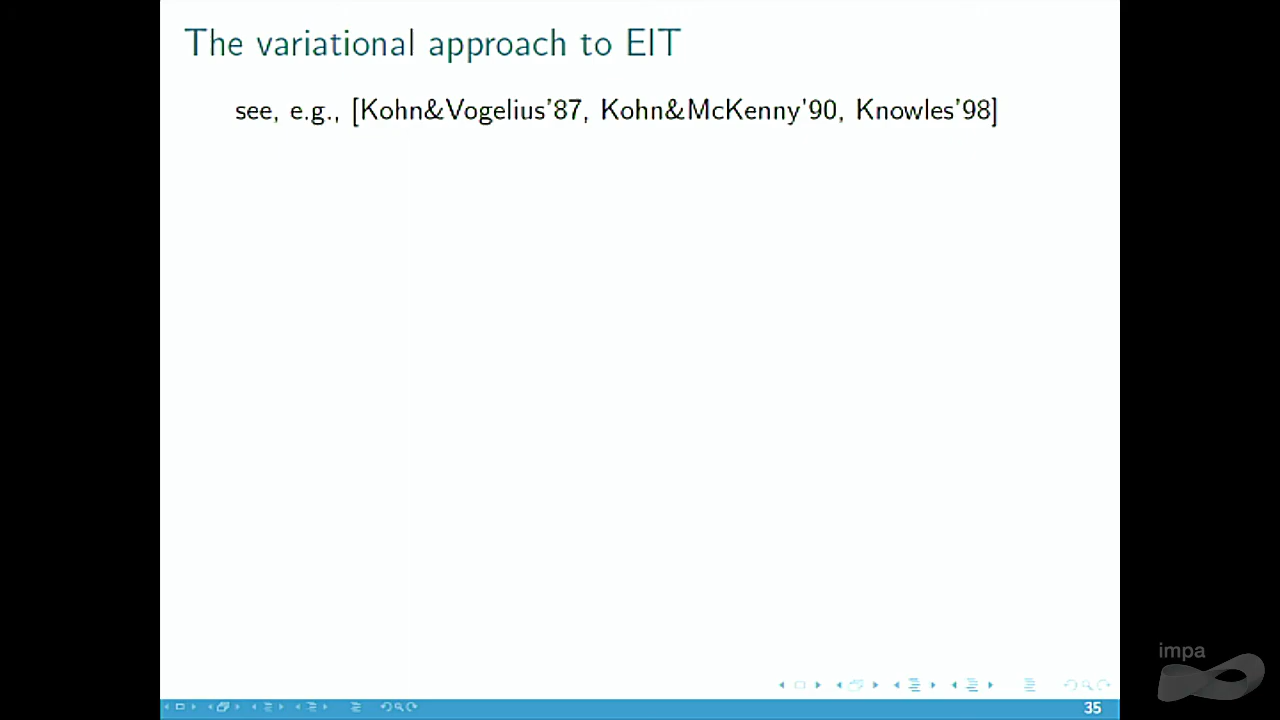 The variational approach to EIT
see, e.g., [Kohn&Vogelius'87, Kohn&McKenny'90, Knowles'98]
impa
35